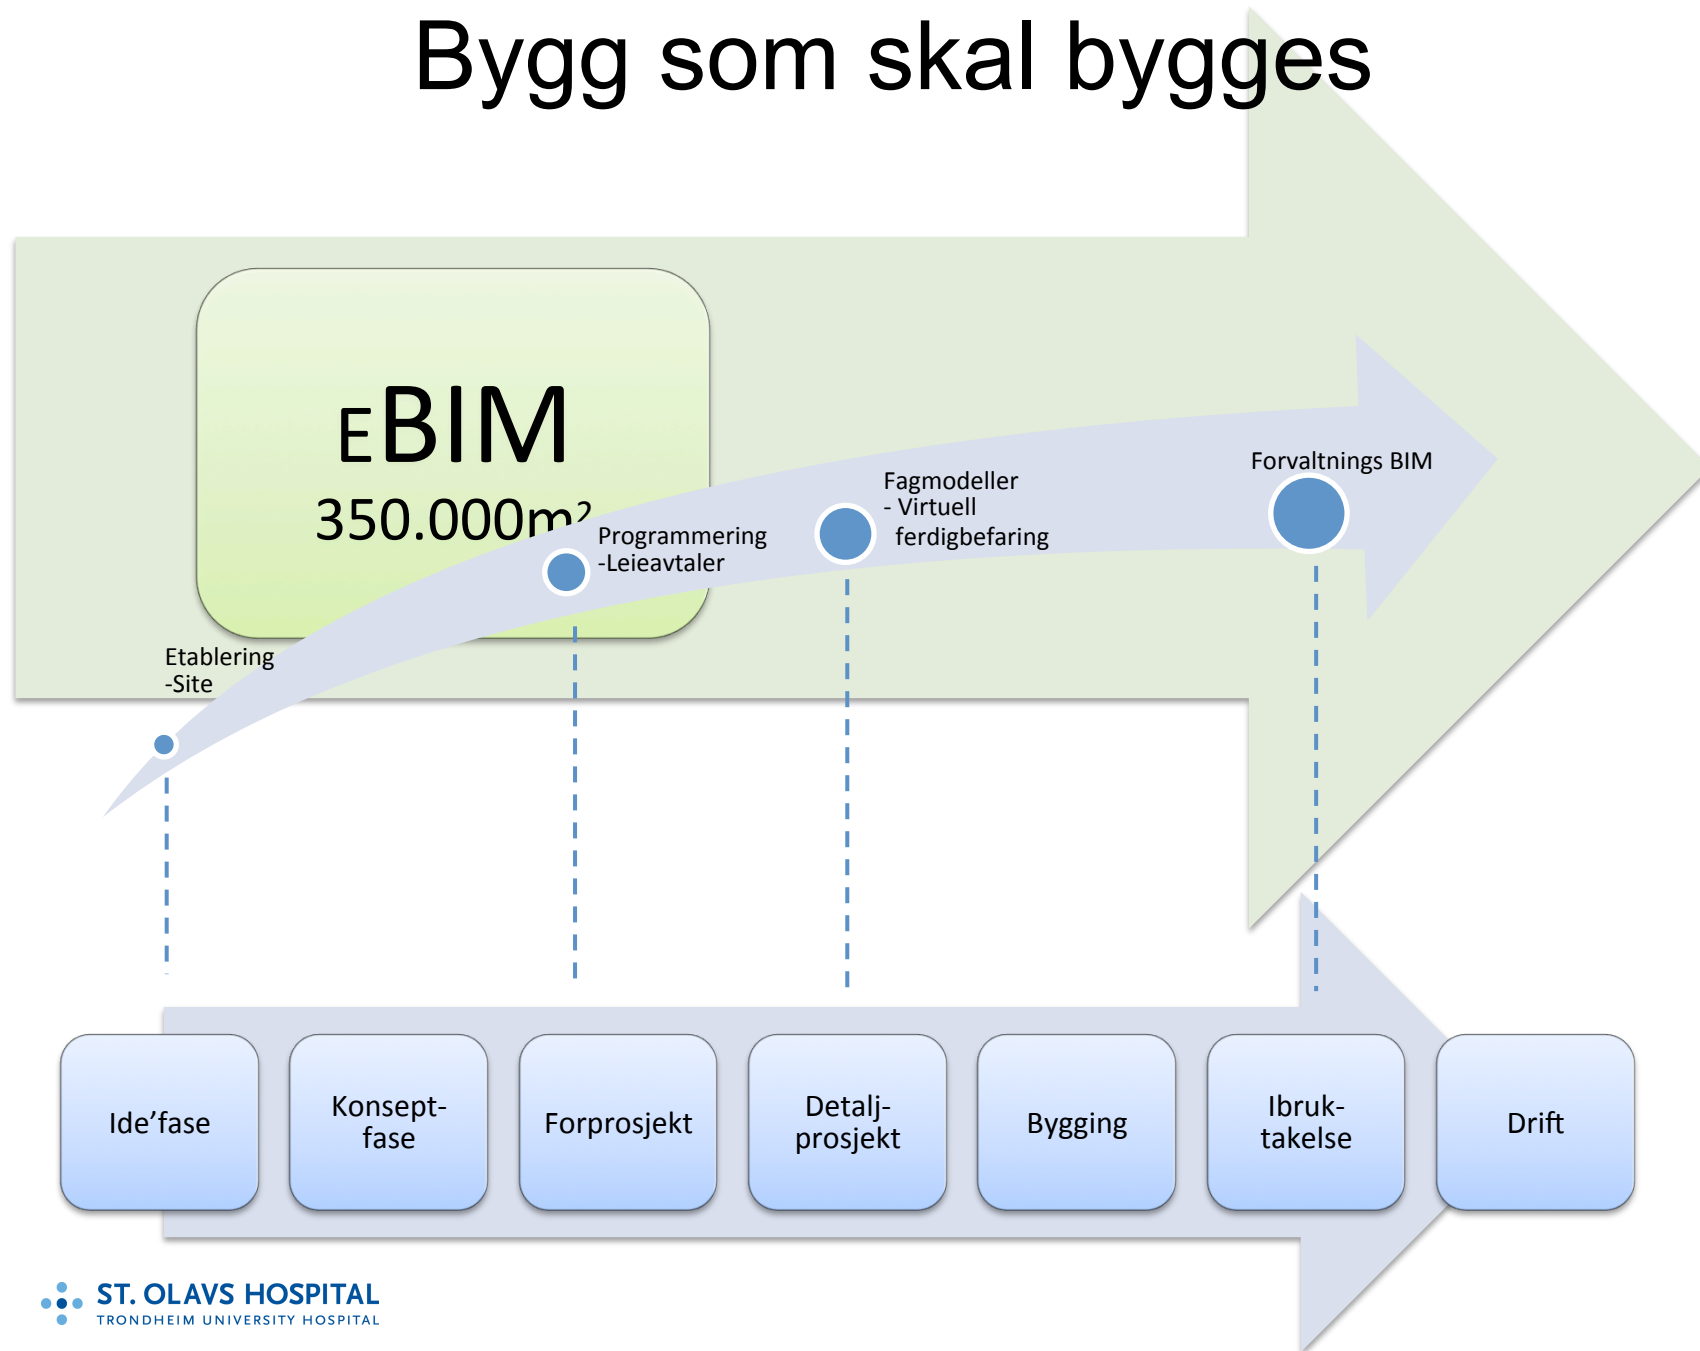 Bygg som skal bygges
EBIM
350.000m²
Etablering
-Site
Programmering
-Leieavtaler
Fagmodeller
- Virtuell
ferdigbefaring
Forvaltnings BIM
Ide’fase
Konsept-
fase
Forprosjekt
Detalj-
prosjekt
Bygging
Ibruk-
takelse
Drift
ST. OLAVS HOSPITAL
TRONDHEIM UNIVERSITY HOSPITAL